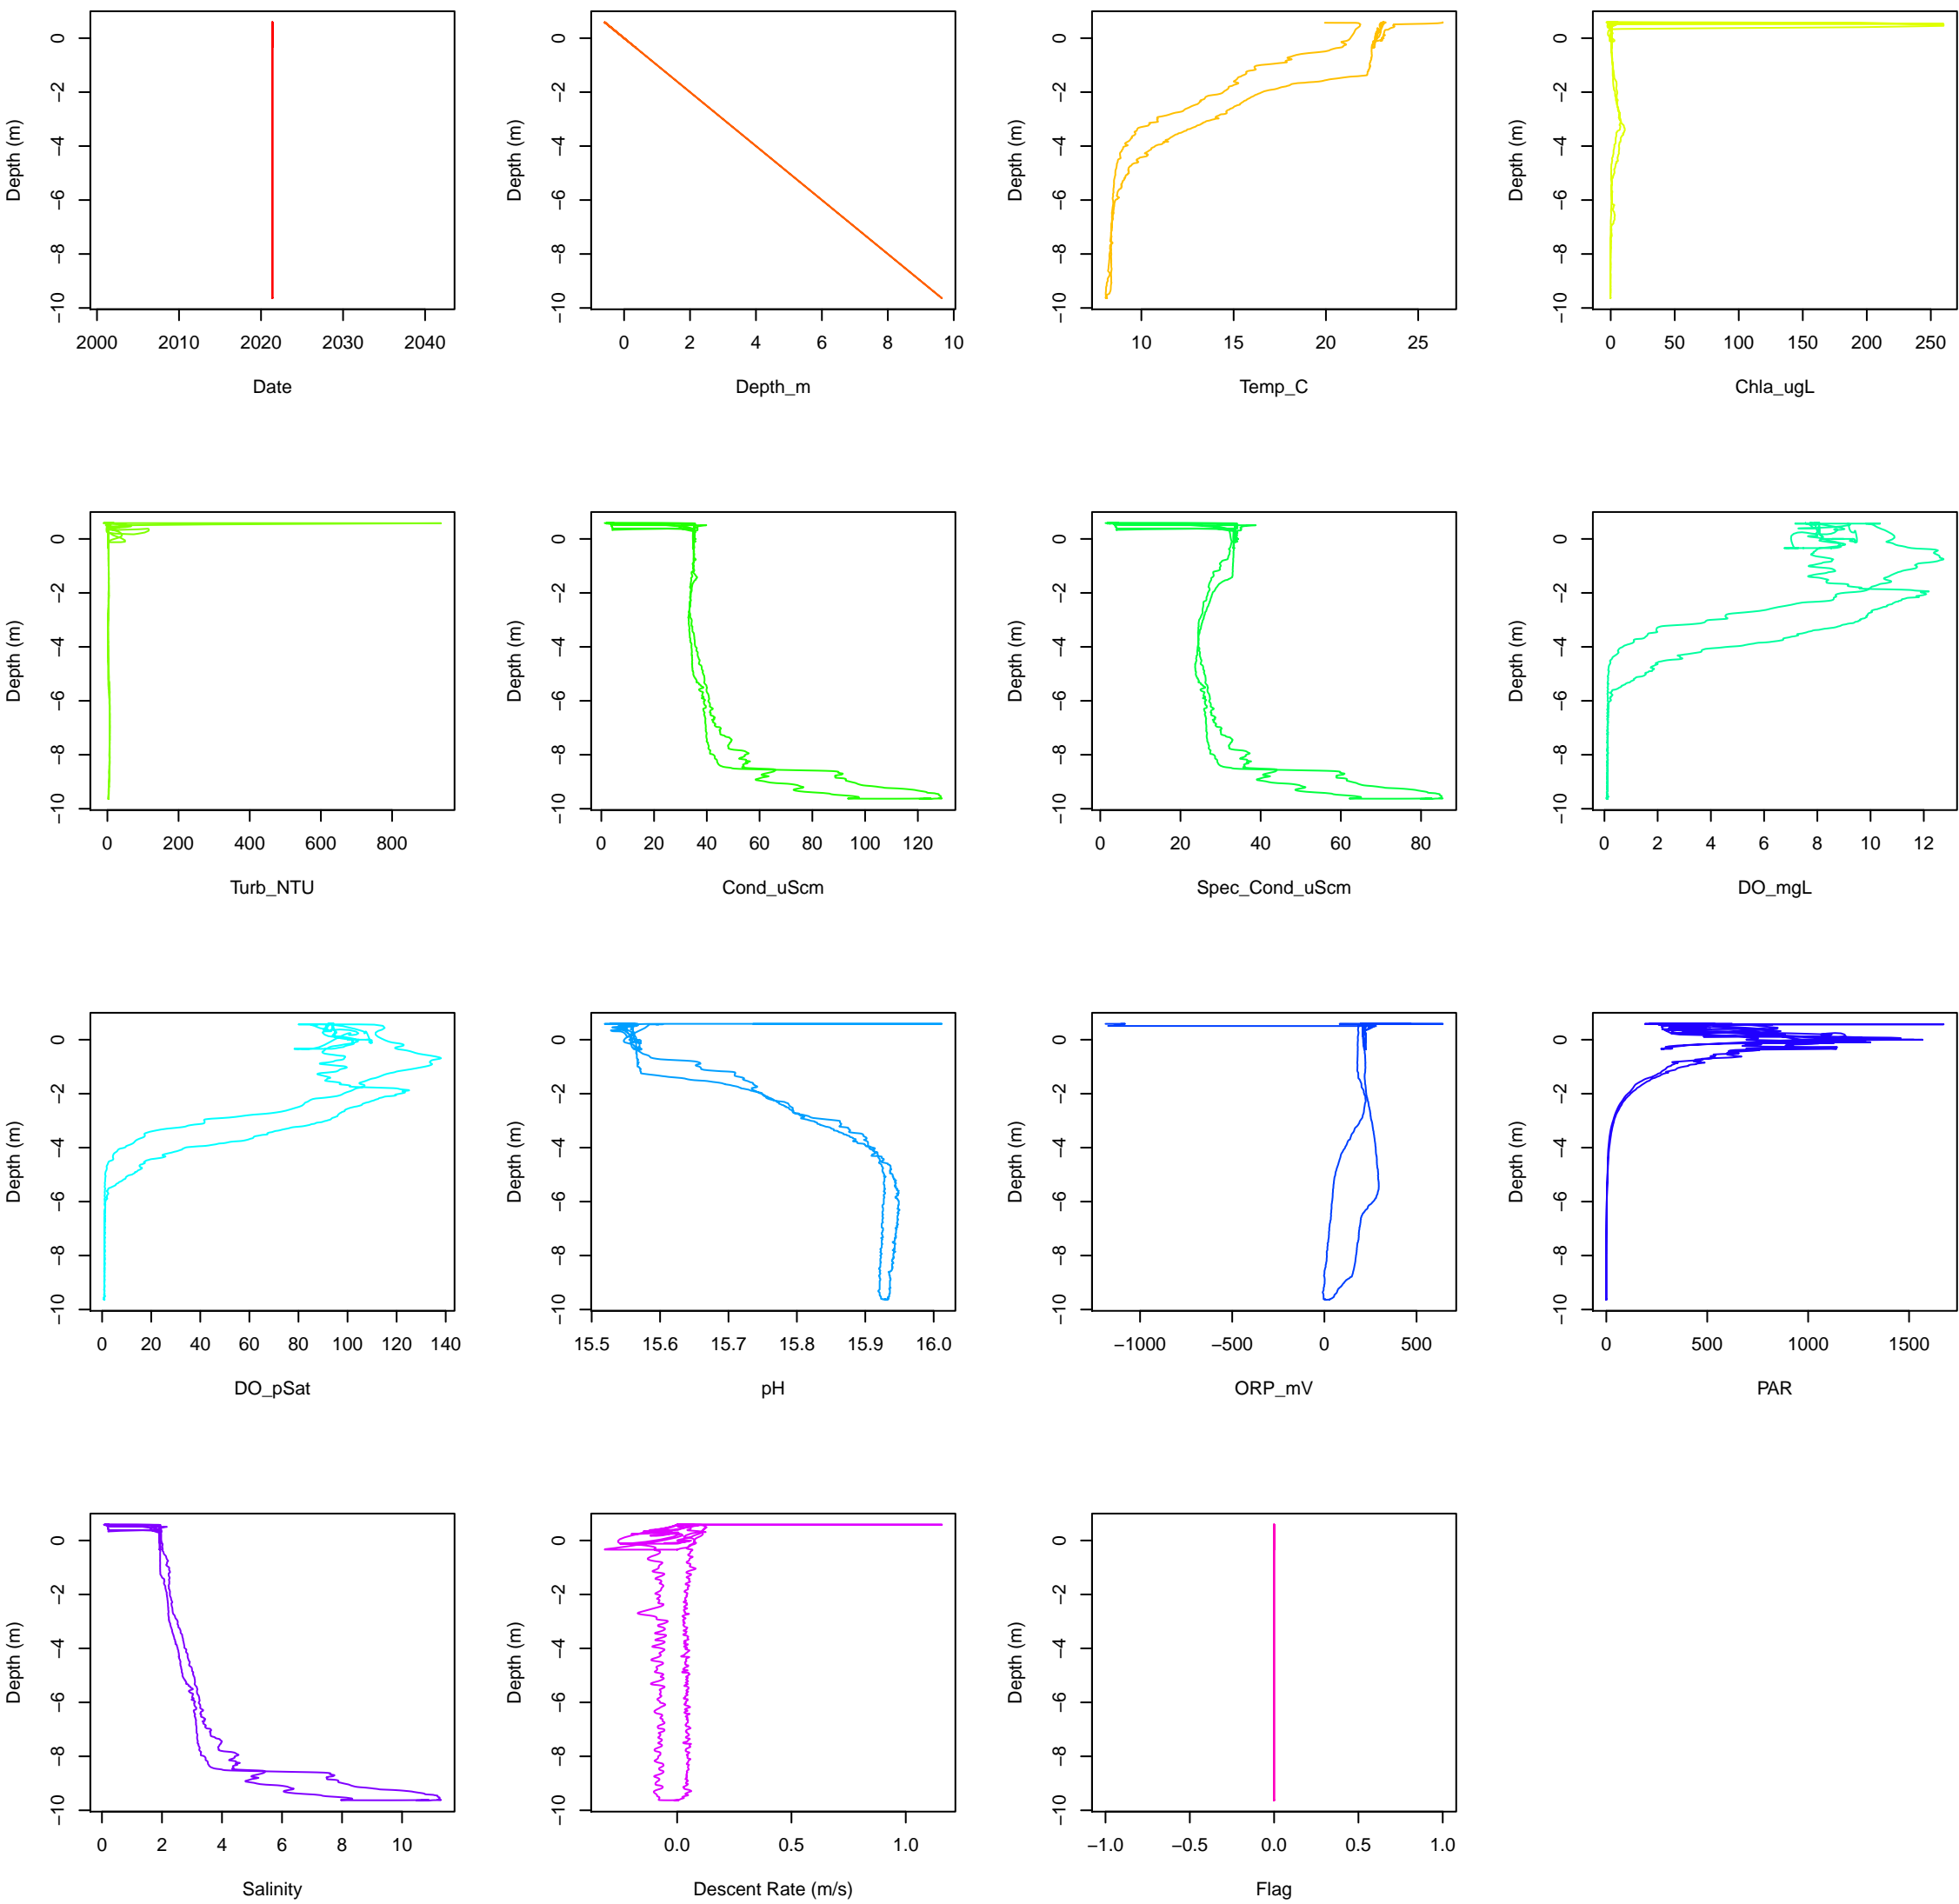 0 −2 −4 −6 −8 −10
Depth (m)
2000 2010 2020 2030 2040
Date
0 −2 −4 −6 −8 −10
Depth (m)
0 2 4 6 8 10
Depth_m
0 −2 −4 −6 −8 −10
Depth (m)
10 15 20 25
Temp_C
0 −2 −4 −6 −8 −10
Depth (m)
0 50 100 150 200 250
Chla_ugL
0 −2 −4 −6 −8 −10
Depth (m)
0 200 400 600 800
Turb_NTU
0 −2 −4 −6 −8 −10
Depth (m)
0 20 40 60 80 100 120
Cond_uScm
0 −2 −4 −6 −8 −10
Depth (m)
0 20 40 60 80
Spec_Cond_uScm
0 −2 −4 −6 −8 −10
Depth (m)
0 2 4 6 8 10 12
DO_mgL
0 −2 −4 −6 −8 −10
Depth (m)
0 20 40 60 80 100 120 140
DO_pSat
0 −2 −4 −6 −8 −10
Depth (m)
15.5 15.6 15.7 15.8 15.9 16.0
pH
0 −2 −4 −6 −8 −10
Depth (m)
−1000 −500 0 500
ORP_mV
0 −2 −4 −6 −8 −10
Depth (m)
0 500 1000 1500
PAR
0 −2 −4 −6 −8 −10
Depth (m)
0 2 4 6 8 10
Salinity
0 −2 −4 −6 −8 −10
Depth (m)
0.0 0.5 1.0
Descent Rate (m/s)
0 −2 −4 −6 −8 −10
Depth (m)
−1.0 −0.5 0.0 0.5 1.0
Flag